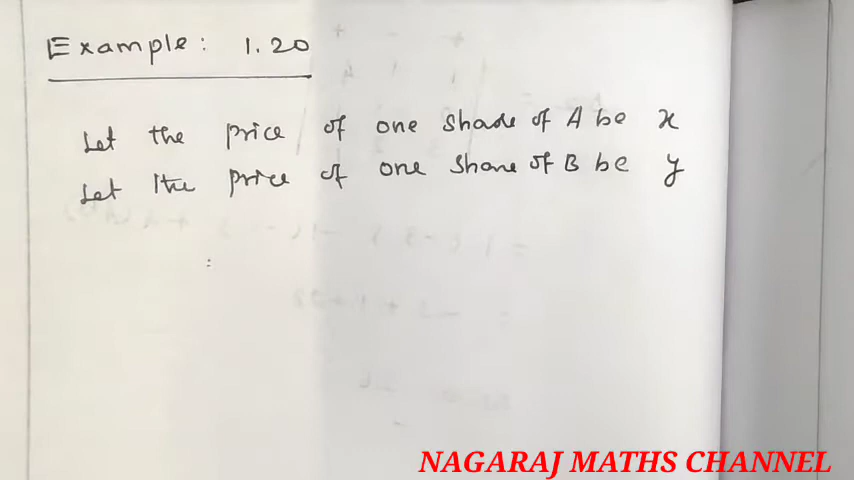 Example: 1.20
Let the price of one share of A be x
Let the price of one share of B be y
:
NAGARAJ MATHS CHANNEL